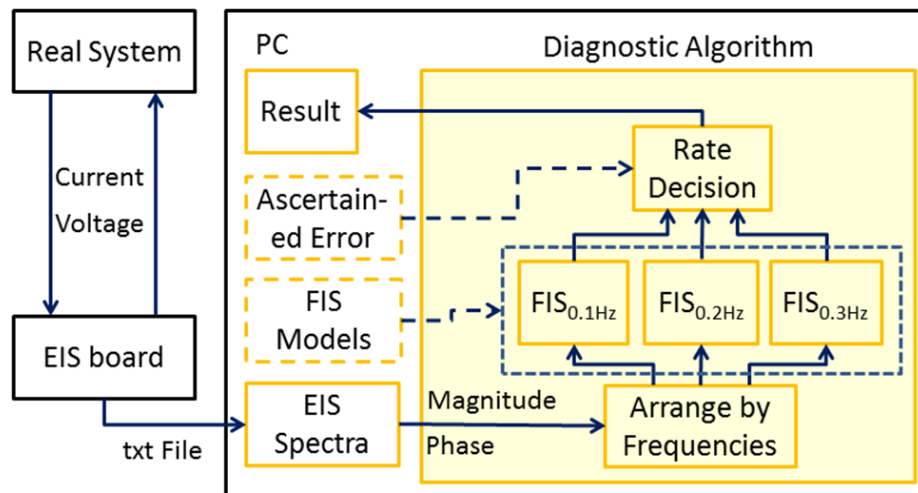 Real System
Current
Voltage
EIS board
txt File
PC
Diagnostic Algorithm
Result
Ascertain-
ed Error
FIS
Models
EIS
Spectra
Magnitude
Phase
Rate
Decision
FIS0.1Hz
FIS0.2Hz
FIS0.3Hz
Arrange by
Frequencies